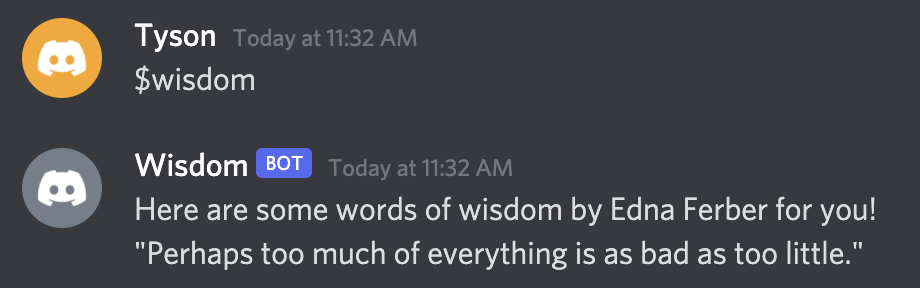 Tyson Today at 11:32 AM
$wisdom
Wisdom BOT Today at 11:32 AM
Here are some words of wisdom by Edna Ferber for you!
"Perhaps too much of everything is as bad as too little."